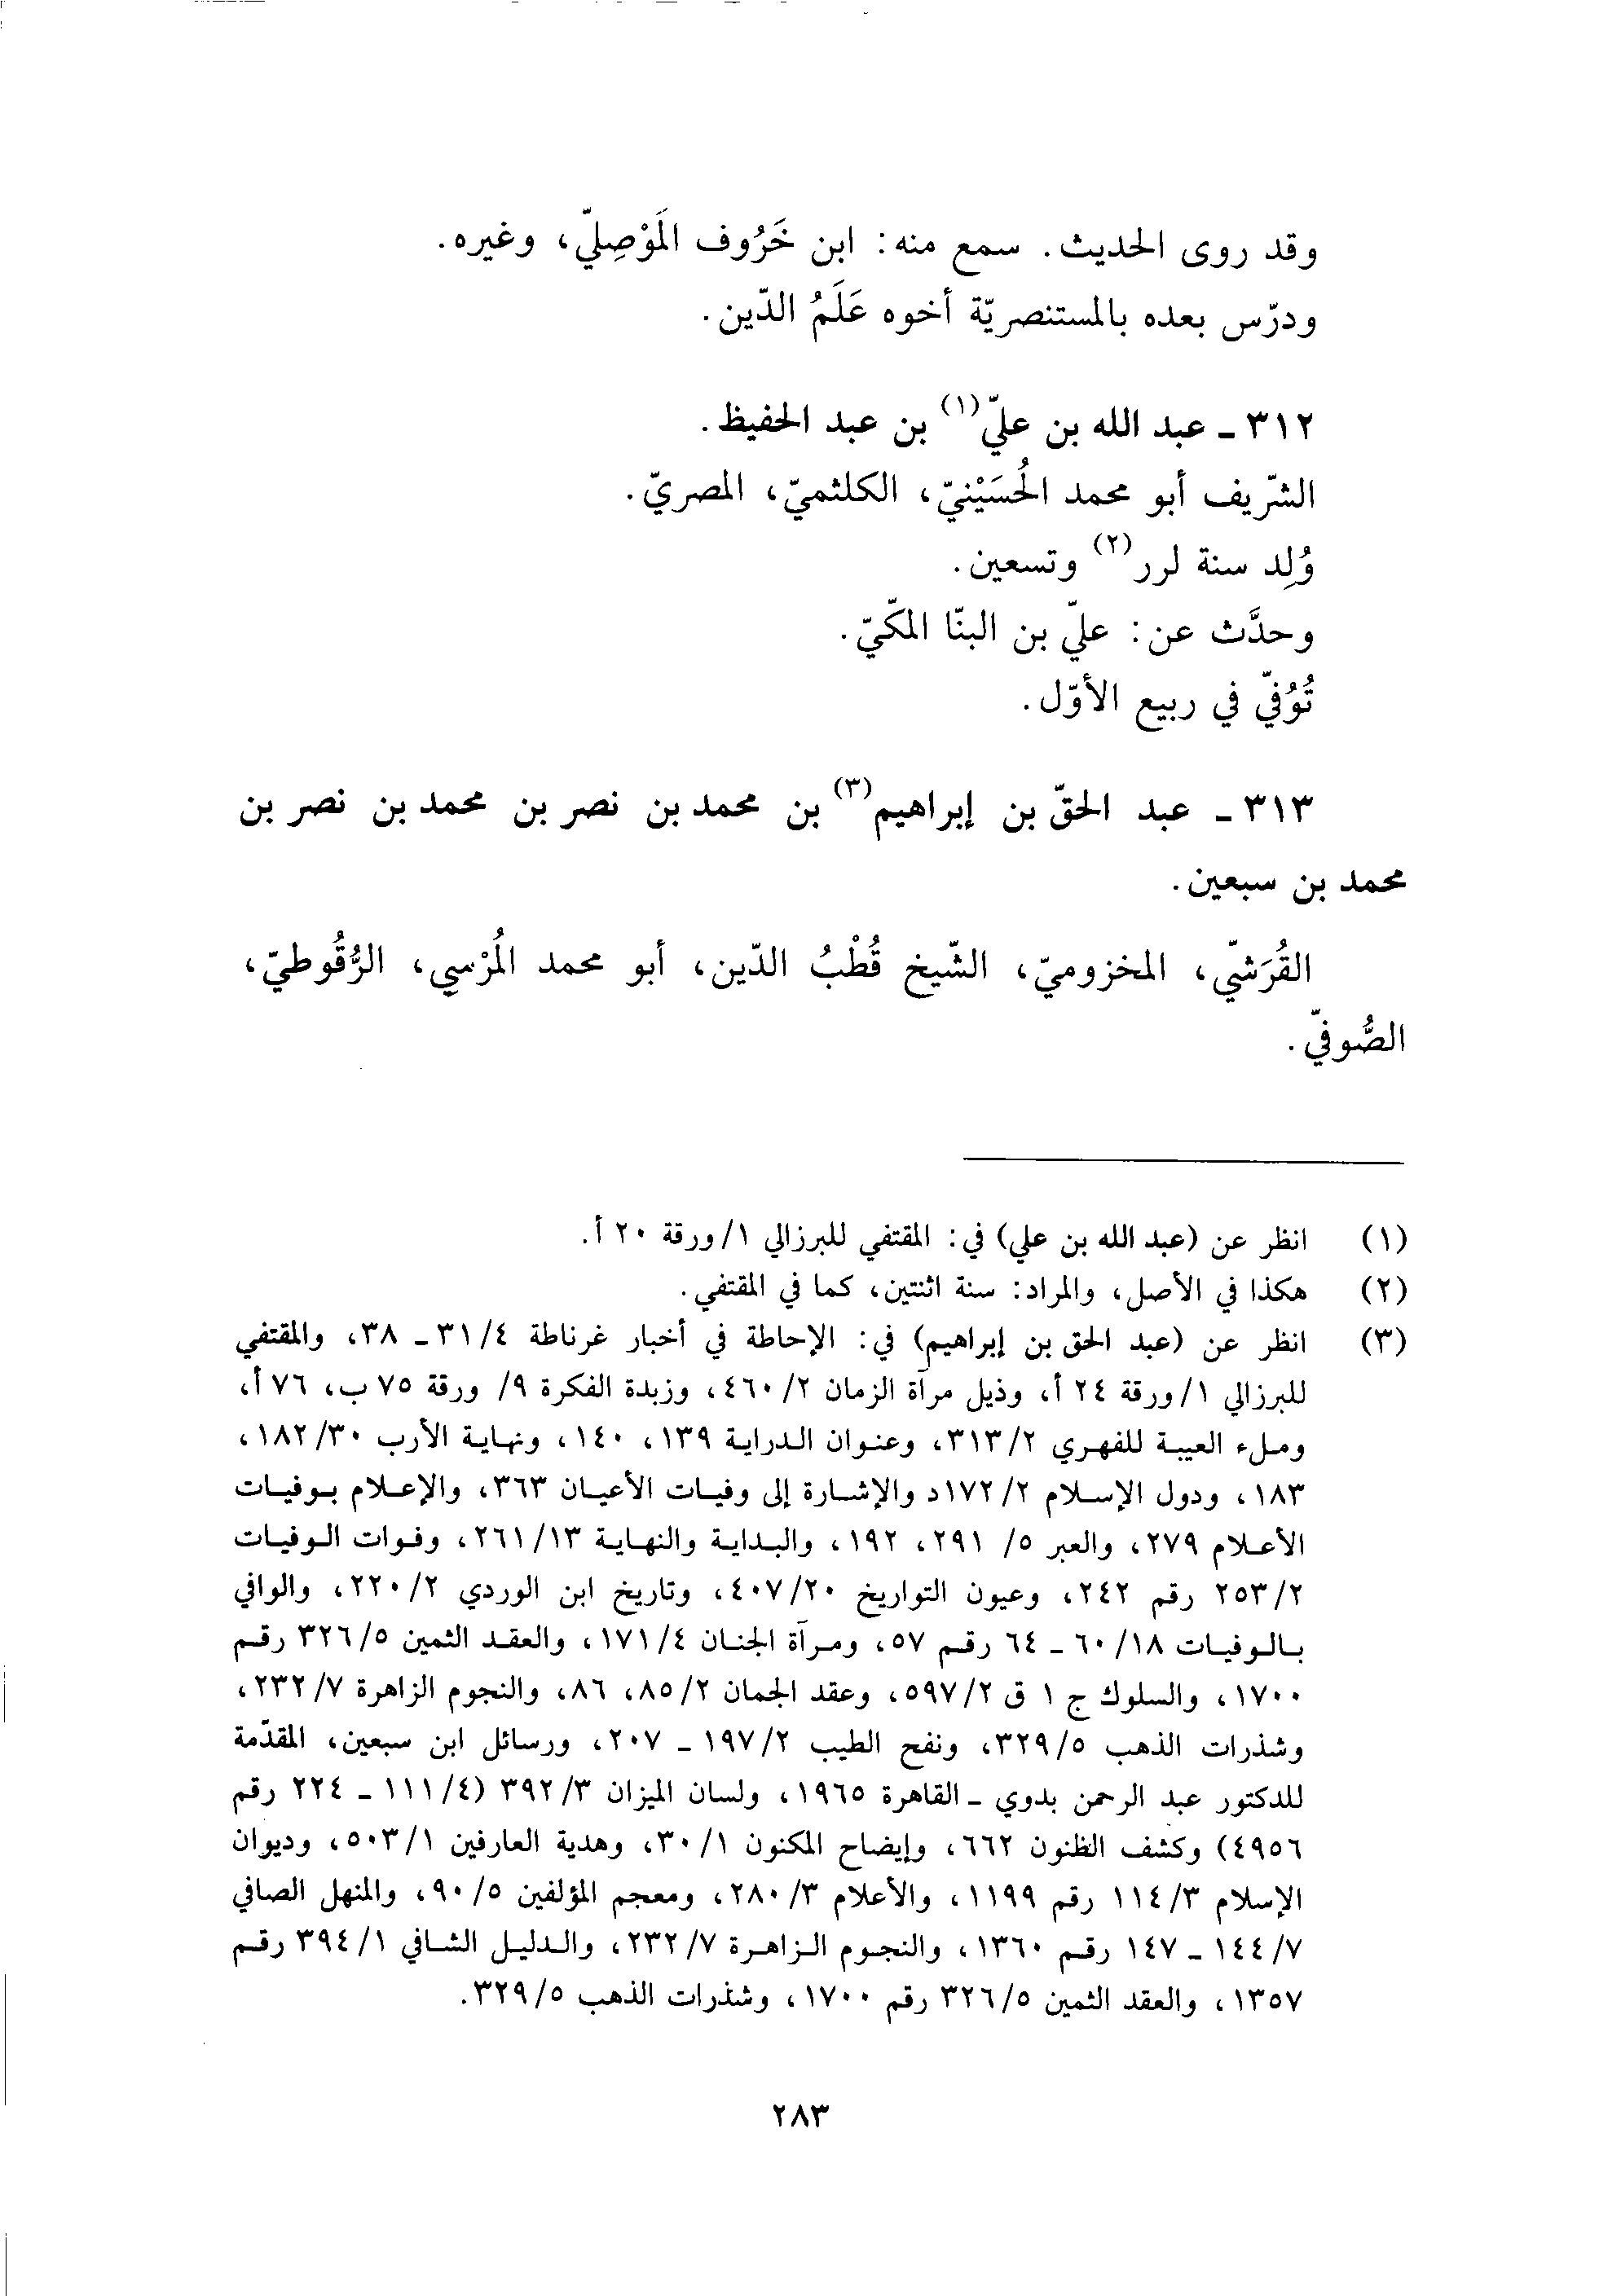 وقد روى الحديث. سمع منه: ابن خَرُوف المَوْصِليّ، وغيره.
ودرّس بعده بالمستنصريّة أخوه عَلَمُ الدّين.
٣١٢ ـ عبد الله بن عليّ(١) بن عبد الحفيظ.
الشّريف أبو محمد الحُسَيْنيّ، الكلثميّ، المصريّ.
وُلِد سنة لرر(٢) وتسعين.
وحدَّث عن: عليّ بن البنّا المكّيّ.
تُوُفّي في ربيع الأوّل.
٣١٣ ـ عبد الحقّ بن إبراهيم(٣) بن محمد بن نصر بن محمد بن نصر بن
محمد بن سبعين.
القُرَشيّ، المخزوميّ، الشّيخ قُطْبُ الدّين، أبو محمد المُرْسي، الرُّقُوطيّ،
الصُّوفيّ.
(١) انظر عن (عبد الله بن علي) في: المقتفي للبرزالي ١/ورقة ٢٠ أ.
(٢) هكذا في الأصل، والمراد: سنة اثنتين، كما في المقتفي.
(٣) انظر عن (عبد الحق بن إبراهيم) في: الإحاطة في أخبار غرناطة ٤/٣١ ـ ٣٨، والمقتفي
للبرزالي ١/ورقة ٢٤ أ، وذيل مرآة الزمان ٢/٤٦٠، وزبدة الفكرة ٩/ ورقة ٧٥ ب، ٧٦ أ،
وملء العيبة للفهري ٢/٣١٣، وعنوان الدراية ١٣٩، ١٤٠، ونهاية الأرب ٣٠/١٨٢،
١٨٣، ودول الإسلام ٢/١٧٢د والإشارة إلى وفيات الأعيان ٣٦٣، والإعلام بوفيات
الأعلام ٢٧٩، والعبر ٥/ ٢٩١، ١٩٢، والبداية والنهاية ١٣/٢٦١، وفوات الوفيات
٢/٢٥٣ رقم ٢٤٢، وعيون التواريخ ٢٠/٤٠٧، وتاريخ ابن الوردي ٢/٢٢٠، والوافي
بالوفيات ١٨/٦٠ ـ ٦٤ رقم ٥٧، ومرآة الجنان ٤/١٧١، والعقد الثمين ٥/٣٢٦ رقم
١٧٠٠، والسلوك ج ١ ق ٢/٥٩٧، وعقد الجمان ٢/٨٥، ٨٦، والنجوم الزاهرة ٧/٢٣٢،
وشذرات الذهب ٥/٣٢٩، ونفح الطيب ٢/١٩٧ ـ ٢٠٧، ورسائل ابن سبعين، المقدّمة
للدكتور عبد الرحمن بدوي ـ القاهرة ١٩٦٥، ولسان الميزان ٣/٣٩٢ (٤/١١١ ـ ٢٢٤ رقم
٤٩٥٦) وكشف الظنون ٦٦٢، وإيضاح المكنون ١/٣٠، وهدية العارفين ١/٥٠٣، وديوان
الإسلام ٣/١١٤ رقم ١١٩٩، والأعلام ٣/٢٨٠، ومعجم المؤلفين ٥/٩٠، والمنهل الصافي
٧/١٤٤ ـ ١٤٧ رقم ١٣٦٠، والنجوم الزاهرة ٧/٢٣٢، والدليل الشافي ١/٣٩٤ رقم
١٣٥٧، والعقد الثمين ٥/٣٢٦ رقم ١٧٠٠، وشذرات الذهب ٥/٣٢٩.
٢٨٣